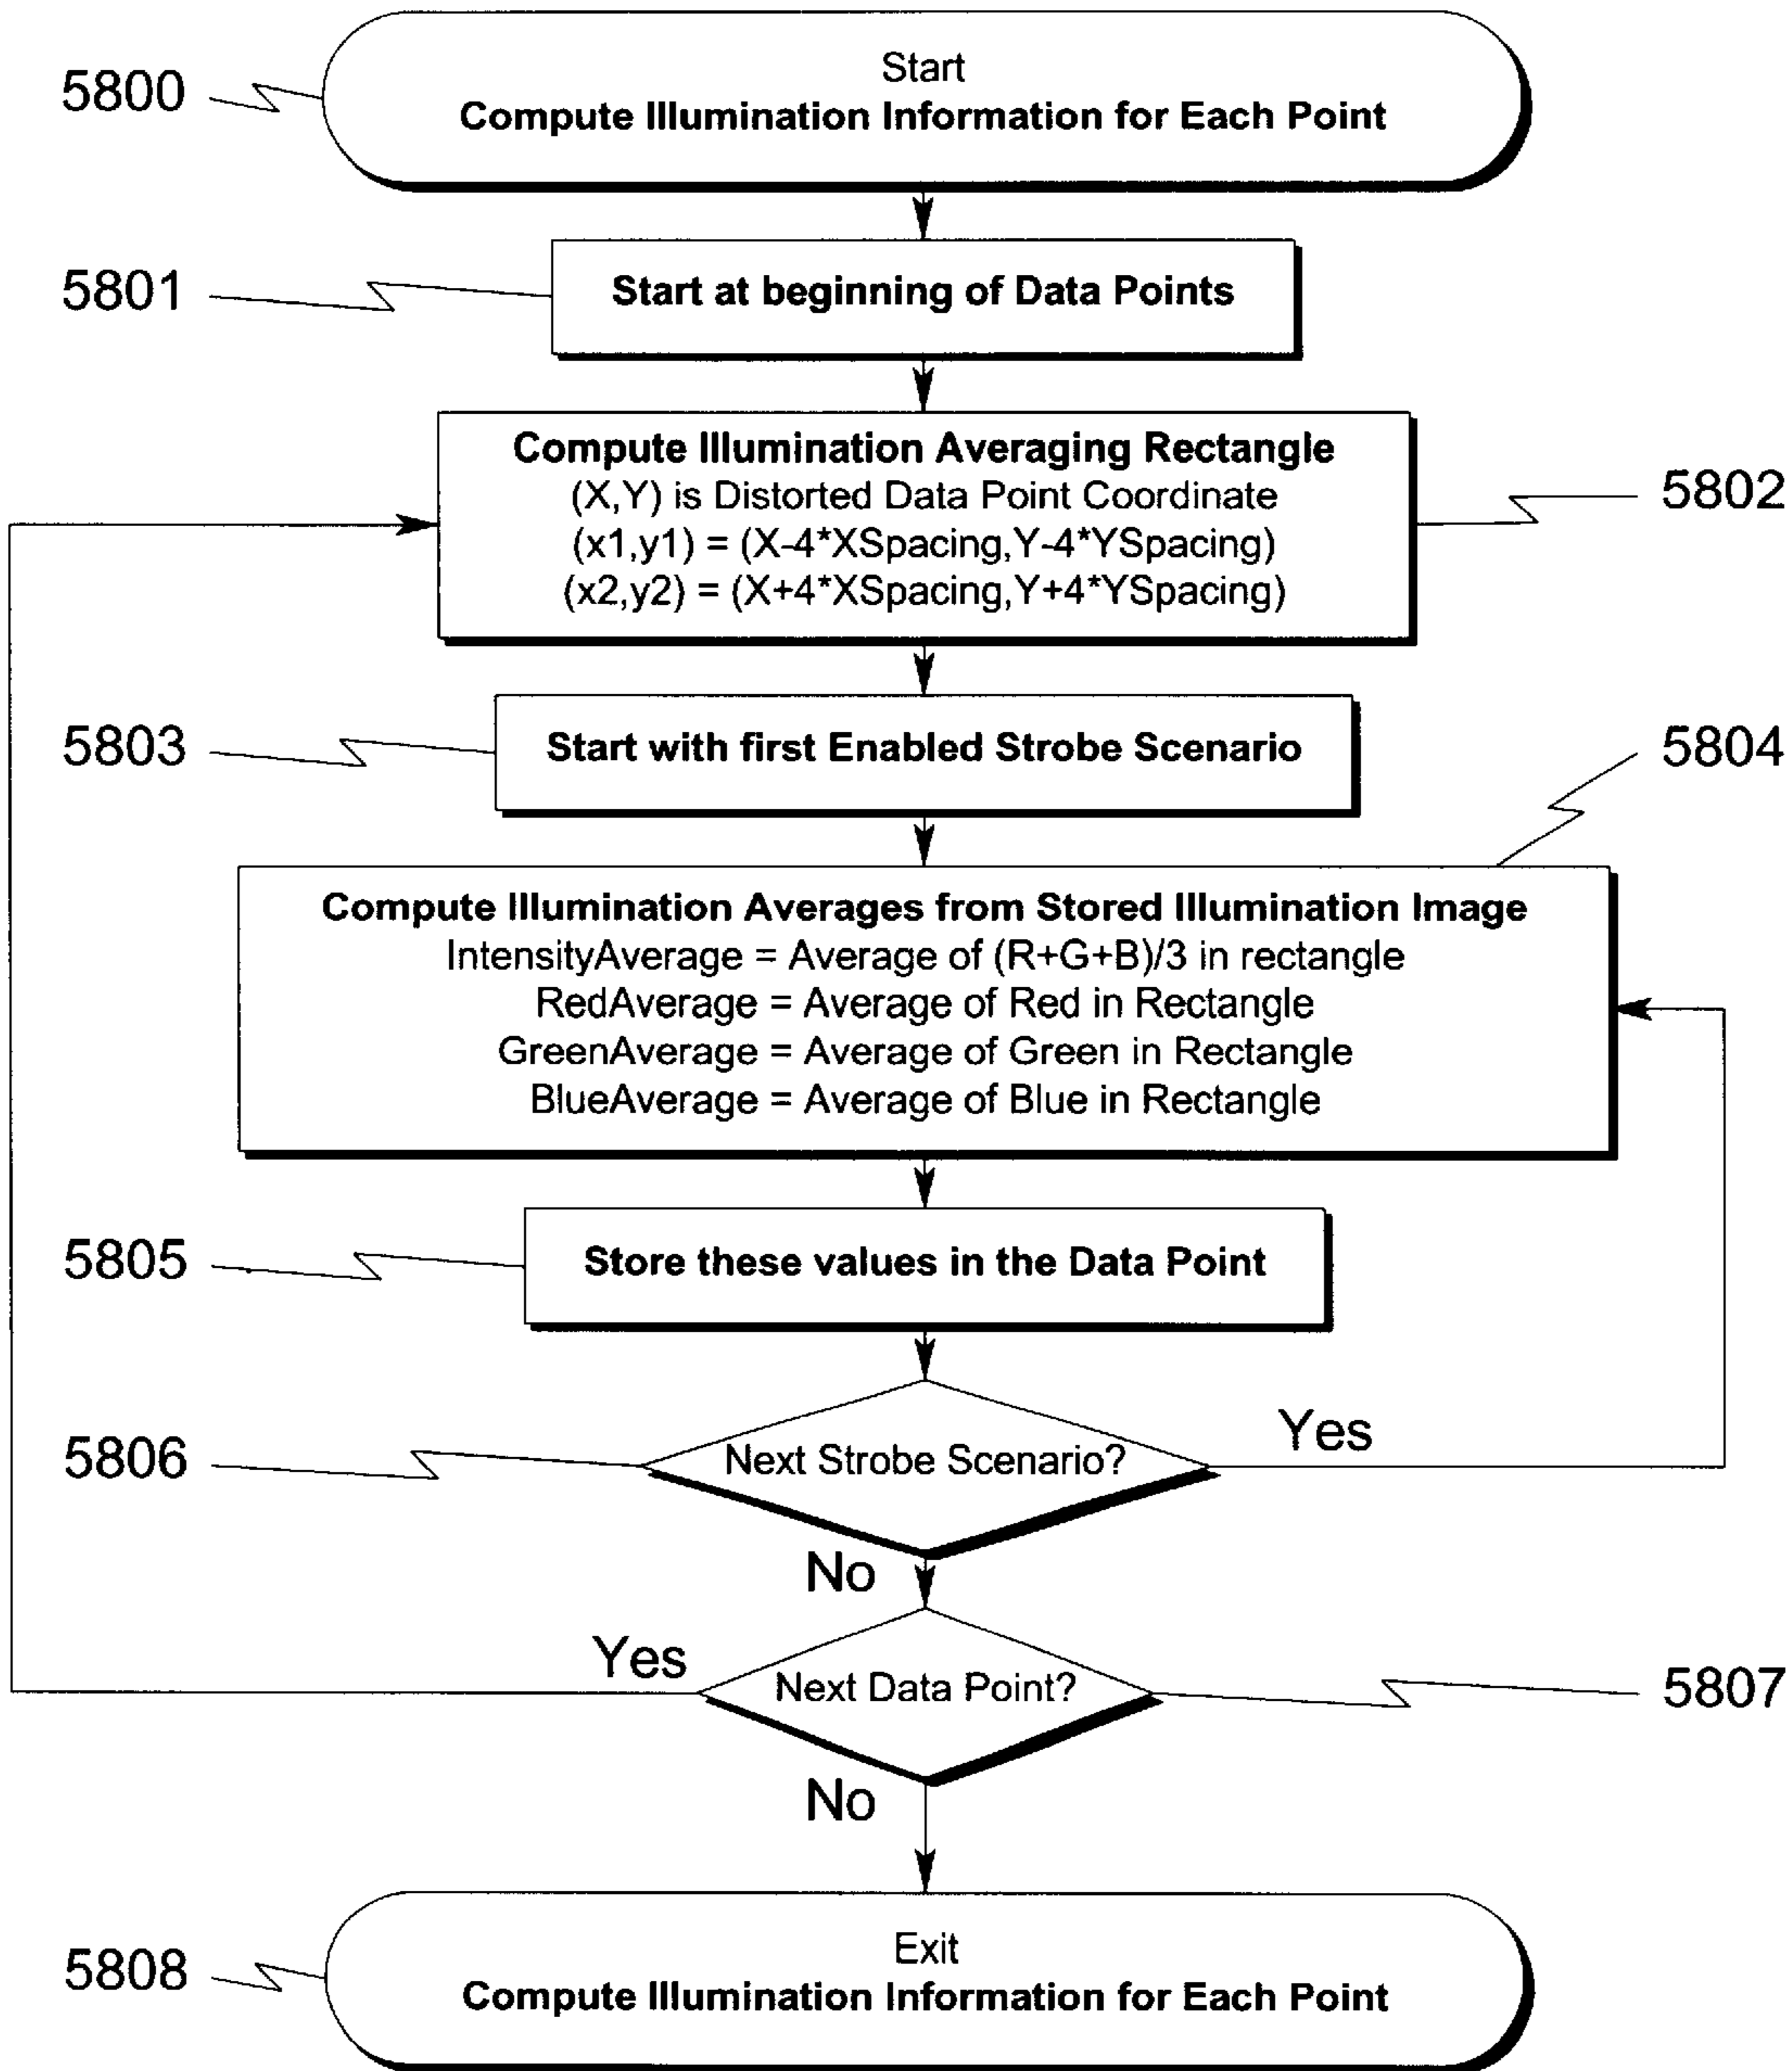 5800
Start
Compute Illumination Information for Each Point
5801
Start at beginning of Data Points
Compute Illumination Averaging Rectangle
(X,Y) is Distorted Data Point Coordinate
(x1,y1) = (X-4*XSpacing,Y-4*YSpacing)
(x2,y2) = (X+4*XSpacing,Y+4*YSpacing)
5802
5803
Start with first Enabled Strobe Scenario
5804
Compute Illumination Averages from Stored Illumination Image
IntensityAverage = Average of (R+G+B)/3 in rectangle
RedAverage = Average of Red in Rectangle
GreenAverage = Average of Green in Rectangle
BlueAverage = Average of Blue in Rectangle
5805
Store these values in the Data Point
5806
Next Strobe Scenario?
Yes
No
Yes
Next Data Point?
5807
No
5808
Exit
Compute Illumination Information for Each Point